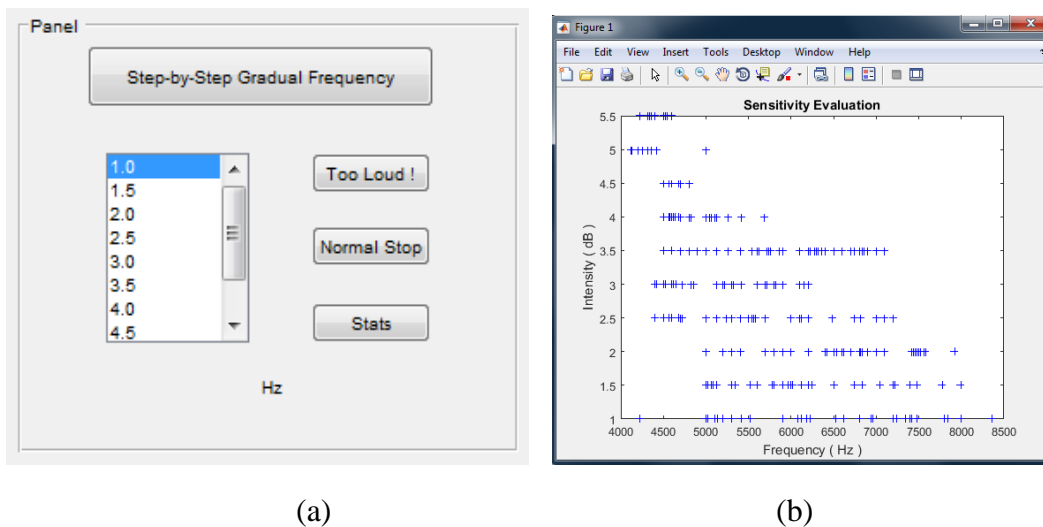 Panel
Step-by-Step Gradual Frequency
1.0
1.5
2.0
2.5
3.0
3.5
4.0
4.5
Too Loud !
Normal Stop
Stats
Hz
(a)
Figure 1
File Edit View Insert Tools Desktop Window Help
Sensitivity Evaluation
5.5
5
4.5
4
3.5
3
2.5
2
1.5
1
Intensity ( dB )
4000 4500 5000 5500 6000 6500 7000 7500 8000 8500
Frequency ( Hz )
(b)